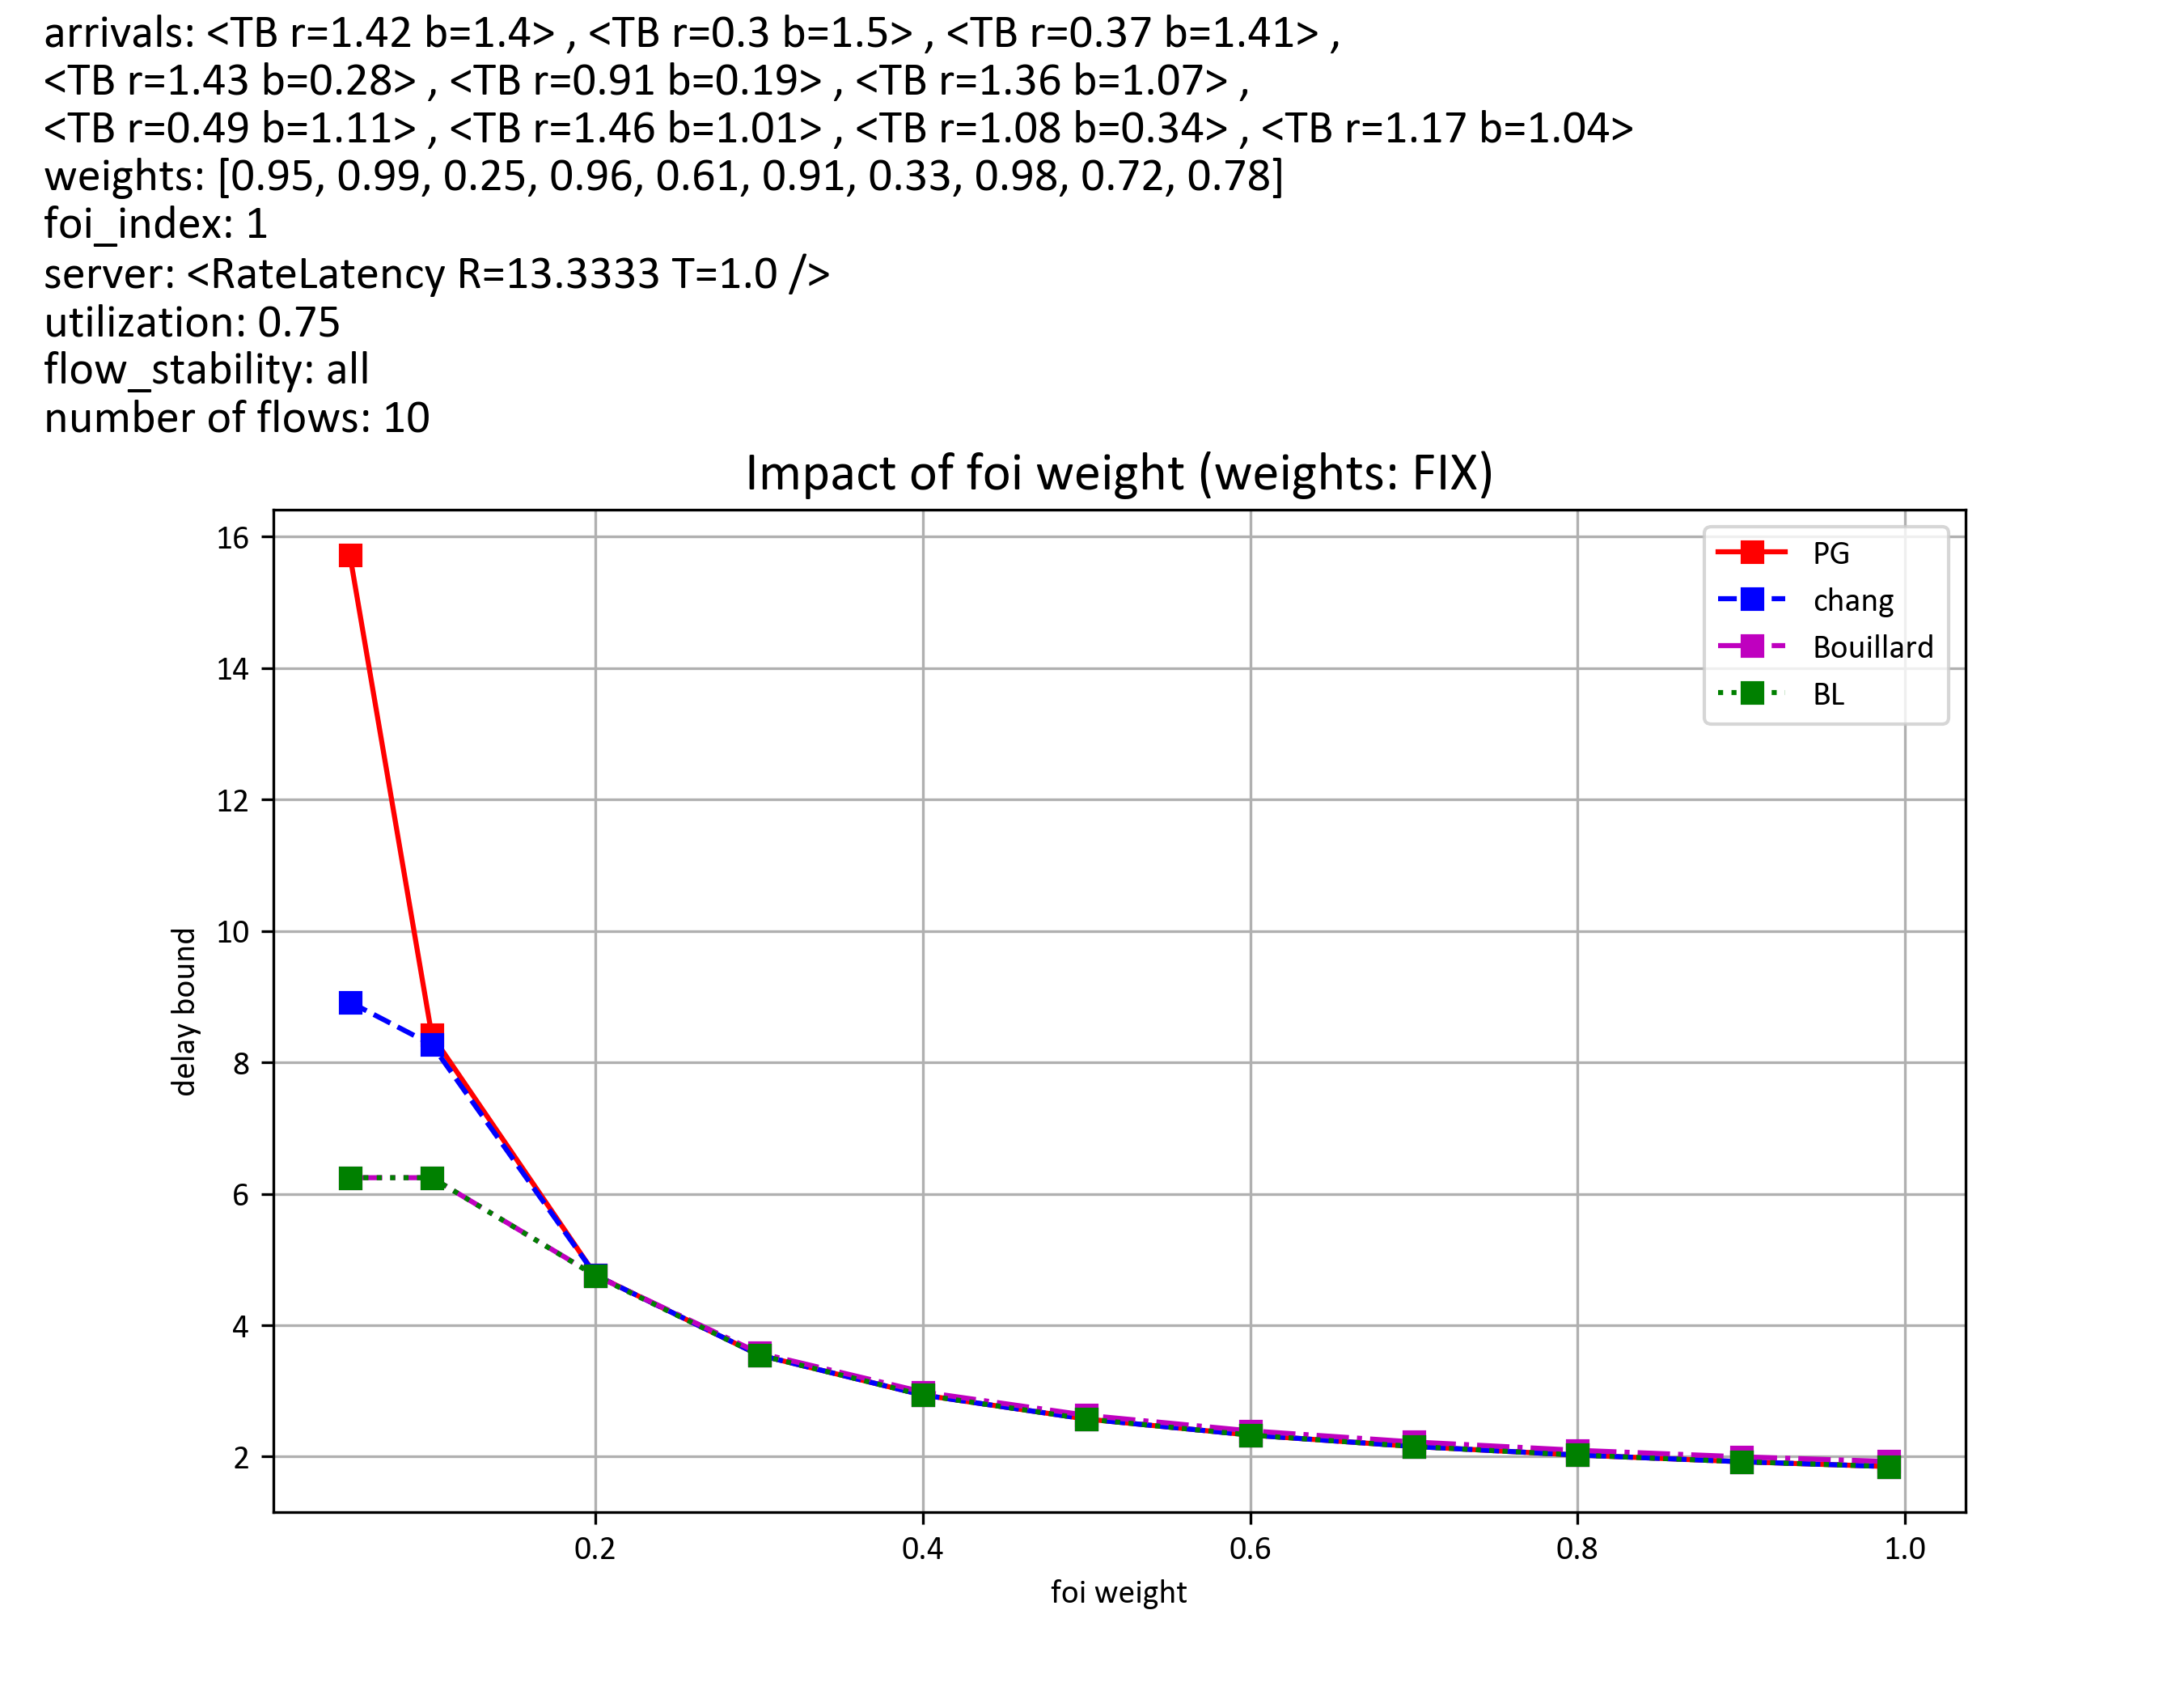 arrivals: <TB r=1.42 b=1.4> , <TB r=0.3 b=1.5> , <TB r=0.37 b=1.41> ,
<TB r=1.43 b=0.28> , <TB r=0.91 b=0.19> , <TB r=1.36 b=1.07> ,
<TB r=0.49 b=1.11> , <TB r=1.46 b=1.01> , <TB r=1.08 b=0.34> , <TB r=1.17 b=1.04>
weights: [0.95, 0.99, 0.25, 0.96, 0.61, 0.91, 0.33, 0.98, 0.72, 0.78]
foi_index: 1
server: <RateLatency R=13.3333 T=1.0 />
utilization: 0.75
flow_stability: all
number of flows: 10
Impact of foi weight (weights: FIX)
16
14
12
10
8
6
4
2
delay bound
PG
chang
Bouillard
BL
0.2
0.4
0.6
0.8
1.0
foi weight